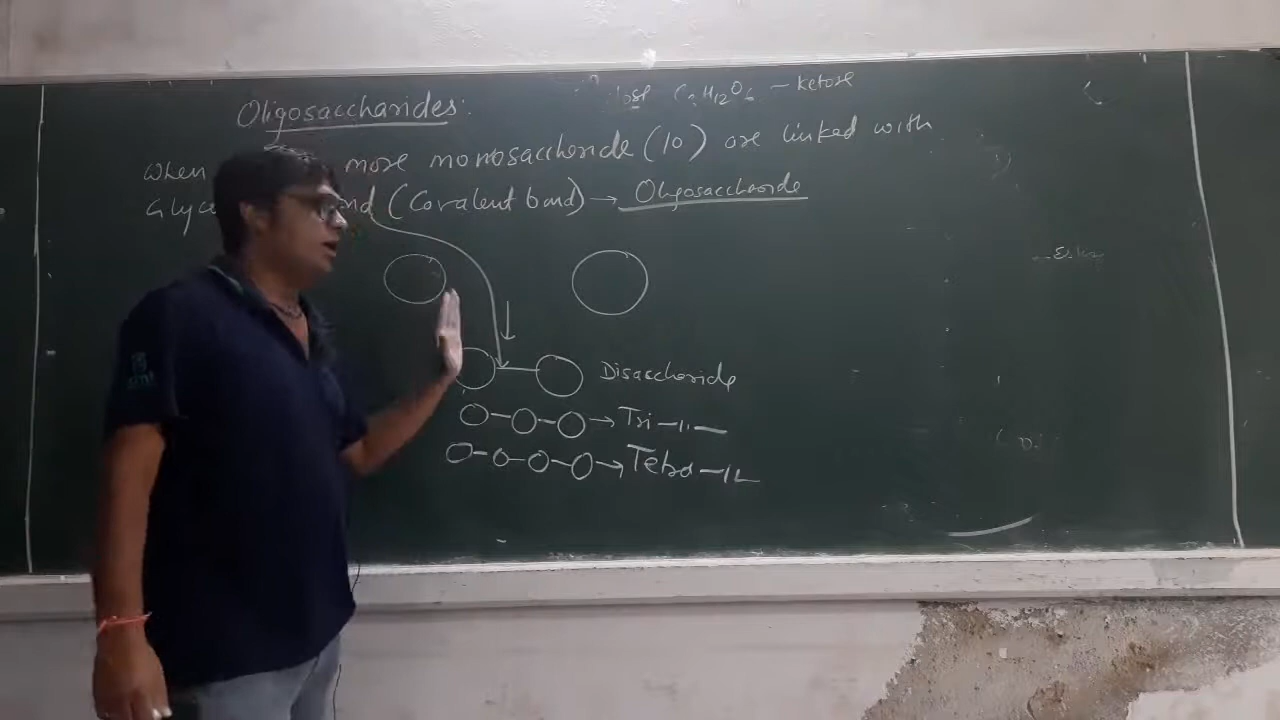 Oligosaccharides:
C6H12O6 - ketose
When more monosaccharide (10) are linked with
Glyc nd (Covalent bond) → Oligosaccharide
Disaccharide
Tri-11-
Tetra-11-